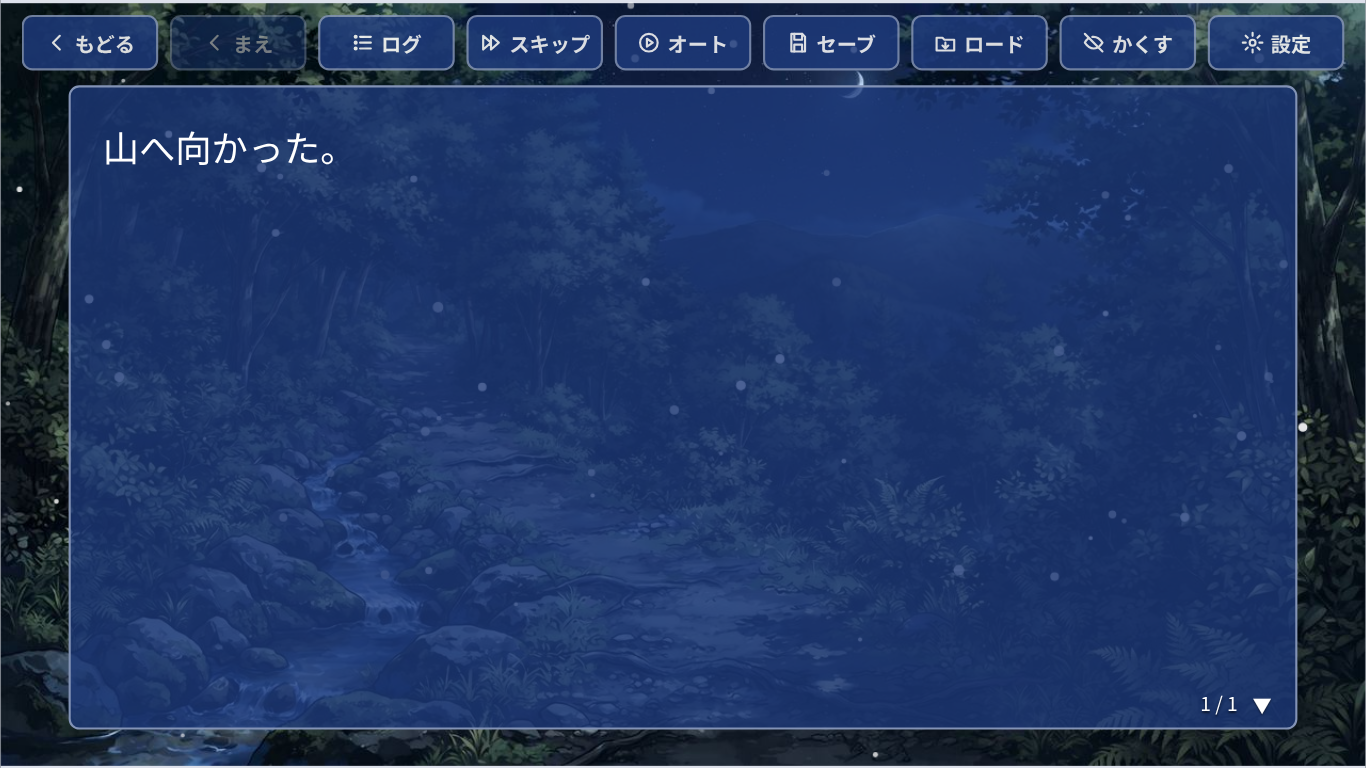 もどる
まえ
ログ
スキップ
オート
セーブ
ロード
かくす
設定
山へ向かった。
1/1 ▼